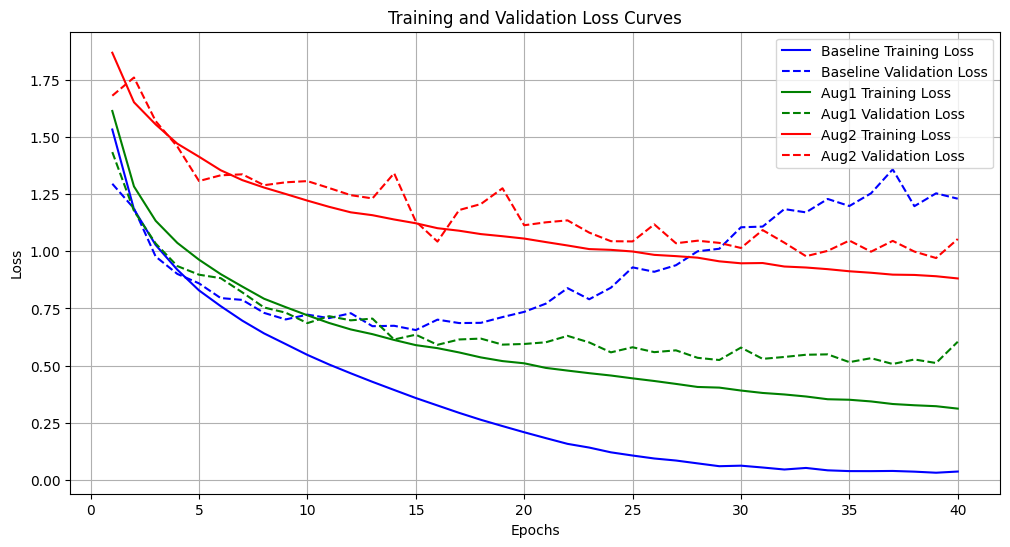 Training and Validation Loss Curves
Baseline Training Loss
Baseline Validation Loss
Aug1 Training Loss
Aug1 Validation Loss
Aug2 Training Loss
Aug2 Validation Loss
Loss
1.75
1.50
1.25
1.00
0.75
0.50
0.25
0.00
0 5 10 15 20 25 30 35 40
Epochs